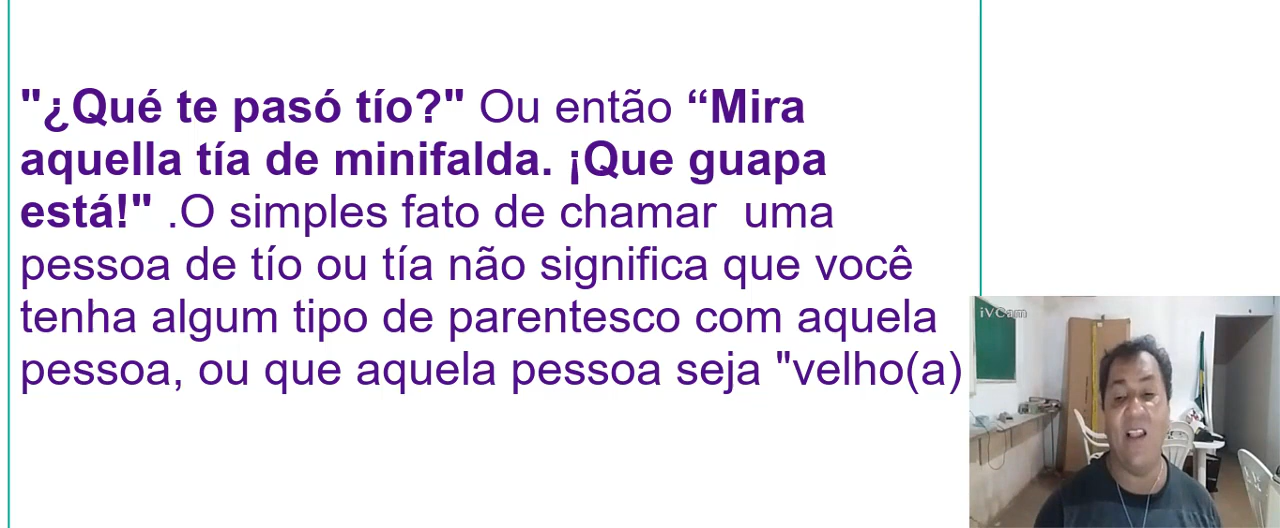 "¿Qué te pasó tío?" Ou então “Mira
aquella tía de minifalda. ¡Que guapa
está!" .O simples fato de chamar  uma
pessoa de tío ou tía não significa que você
tenha algum tipo de parentesco com aquela
pessoa, ou que aquela pessoa seja "velho(a)
iVCam